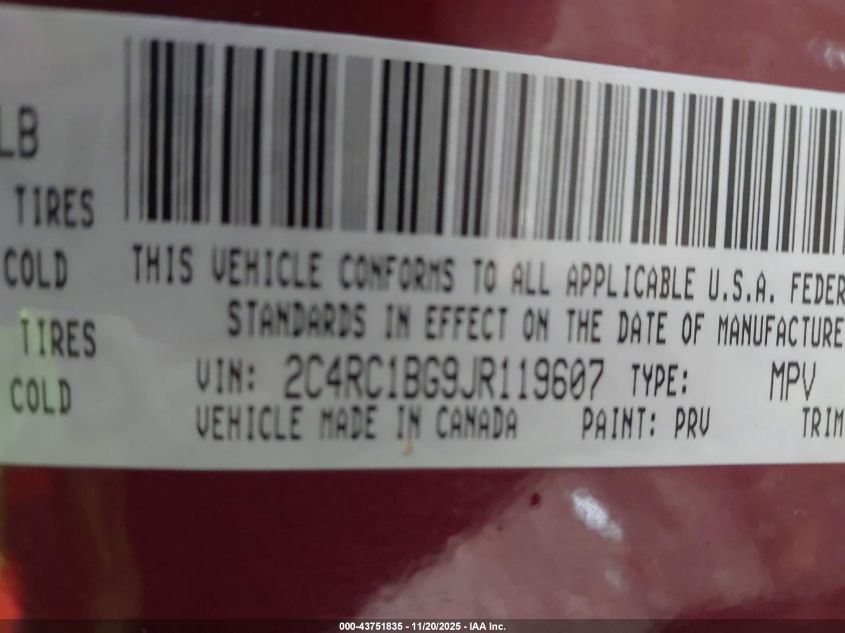 LB
TIRES
COLD
TIRES
COLD
THIS VEHICLE CONFORMS TO ALL APPLICABLE U.S.A. FEDER
STANDARDS IN EFFECT ON THE DATE OF MANUFACTURE
VIN: 2C4RC1BG9JR119607 TYPE: MPV
VEHICLE MADE IN CANADA PAINT: PRV TRIM
000-43751835 - 11/20/2025 - IAA Inc.